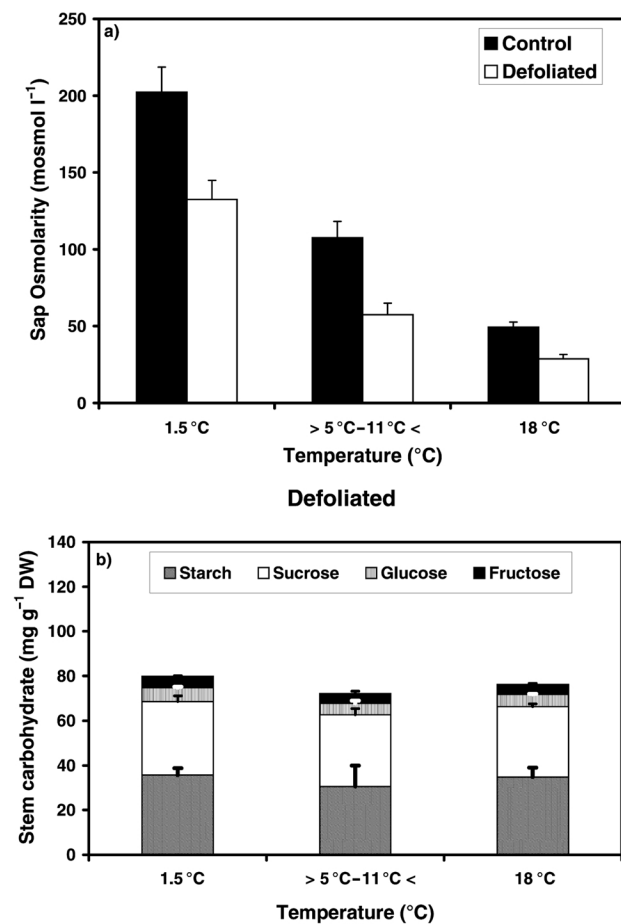 a)
Control
Defoliated
250
200
150
100
50
0
Sap Osmolarity (mosmol l⁻¹)
1.5°C > 5°C–11°C < 18°C
Temperature (°C)
Defoliated
b)
Starch Sucrose Glucose Fructose
140
120
100
80
60
40
20
0
Stem carbohydrate (mg g⁻¹ DW)
1.5°C > 5°C–11°C < 18°C
Temperature (°C)